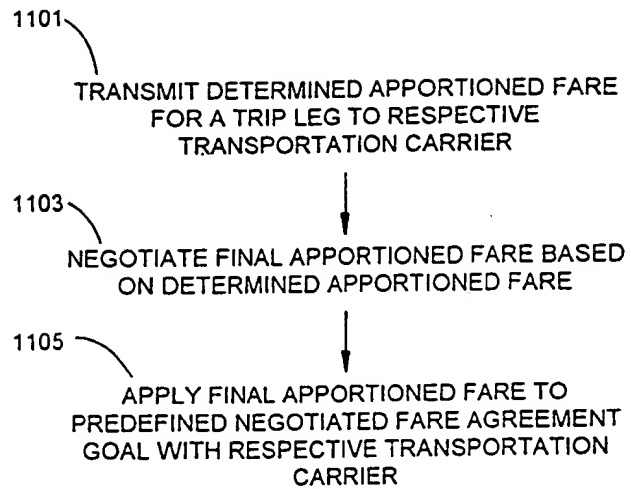 1101
TRANSMIT DETERMINED APPORTIONED FARE
FOR A TRIP LEG TO RESPECTIVE
TRANSPORTATION CARRIER
1103
NEGOTIATE FINAL APPORTIONED FARE BASED
ON DETERMINED APPORTIONED FARE
1105
APPLY FINAL APPORTIONED FARE TO
PREDEFINED NEGOTIATED FARE AGREEMENT
GOAL WITH RESPECTIVE TRANSPORTATION
CARRIER